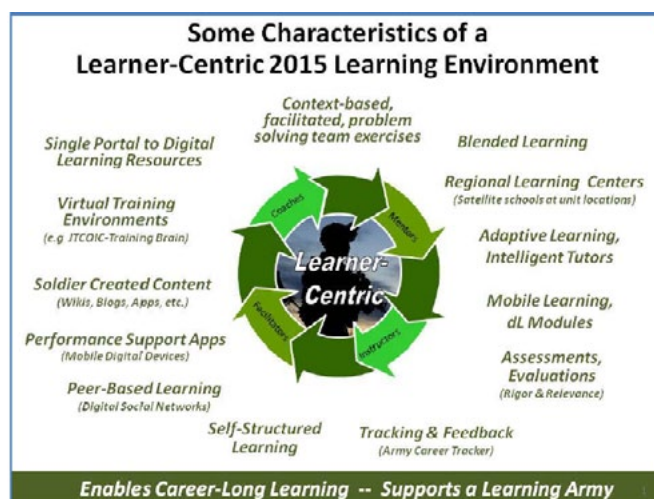 Some Characteristics of a
Learner-Centric 2015 Learning Environment
Context-based,
facilitated, problem
solving team exercises
Single Portal to Digital
Learning Resources
Virtual Training
Environments
(e.g JTCOIC-Training Brain)
Soldier Created Content
(Wikis, Blogs, Apps, etc.)
Performance Support Apps
(Mobile Digital Devices)
Peer-Based Learning
(Digital Social Networks)
Self-Structured
Learning
Tracking & Feedback
(Army Career Tracker)
Blended Learning
Regional Learning Centers
(Satellite schools at unit locations)
Adaptive Learning,
Intelligent Tutors
Mobile Learning,
dL Modules
Assessments,
Evaluations
(Rigor & Relevance)
Coaches
Mentors
Learner-
Centric
Facilitators
Instructors
Enables Career-Long Learning -- Supports a Learning Army